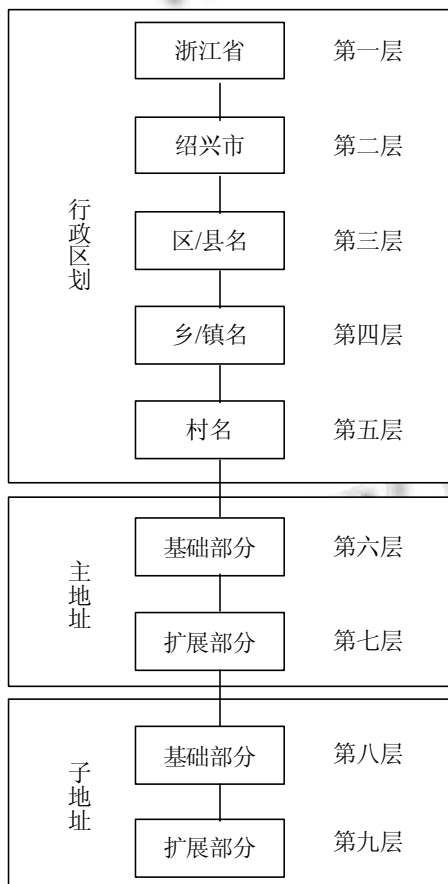 浙江省 第一层
绍兴市 第二层
行政区划
区/县名 第三层
乡/镇名 第四层
村名 第五层
基础部分 第六层
主地址
扩展部分 第七层
基础部分 第八层
子地址
扩展部分 第九层